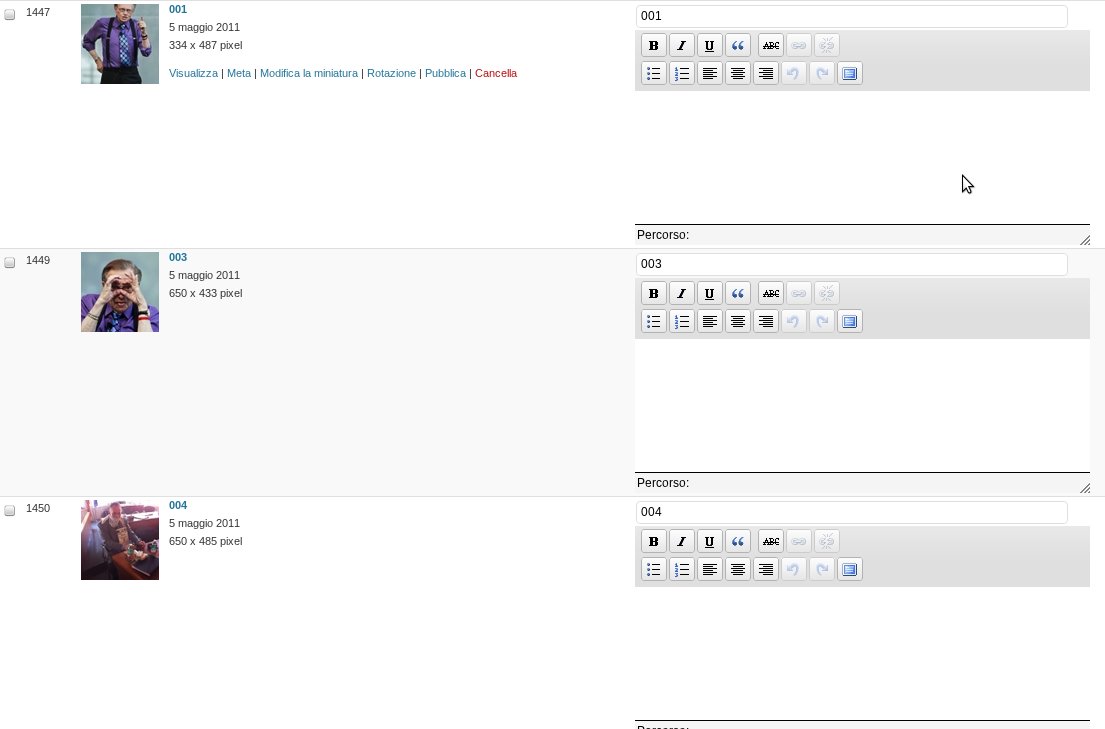 1447
001
5 maggio 2011
334 x 487 pixel
Visualizza | Meta | Modifica la miniatura | Rotazione | Pubblica | Cancella
001
B I U “ ABC
Percorso:
1449
003
5 maggio 2011
650 x 433 pixel
003
B I U “ ABC
Percorso:
1450
004
5 maggio 2011
650 x 485 pixel
004
B I U “ ABC
Percorso: